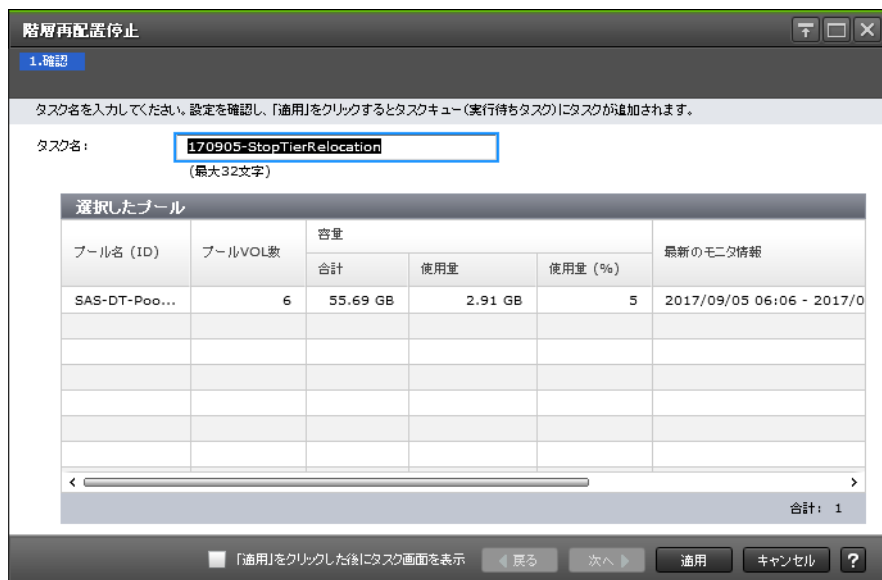 階層再配置停止
1.確認
タスク名を入力してください。設定を確認し、「適用」をクリックするとタスクキュー(実行待ちタスク)にタスクが追加されます。
タスク名:
170905-StopTierRelocation
(最大32文字)
選択したプール
プール名 (ID)
プールVOL数
容量
合計
使用量
使用量 (%)
最新のモニタ情報
SAS-DT-Poo...
6
55.69 GB
2.91 GB
5
2017/09/05 06:06 - 2017/0
合計: 1
「適用」をクリックした後にタスク画面を表示
戻る
次へ
適用
キャンセル
?